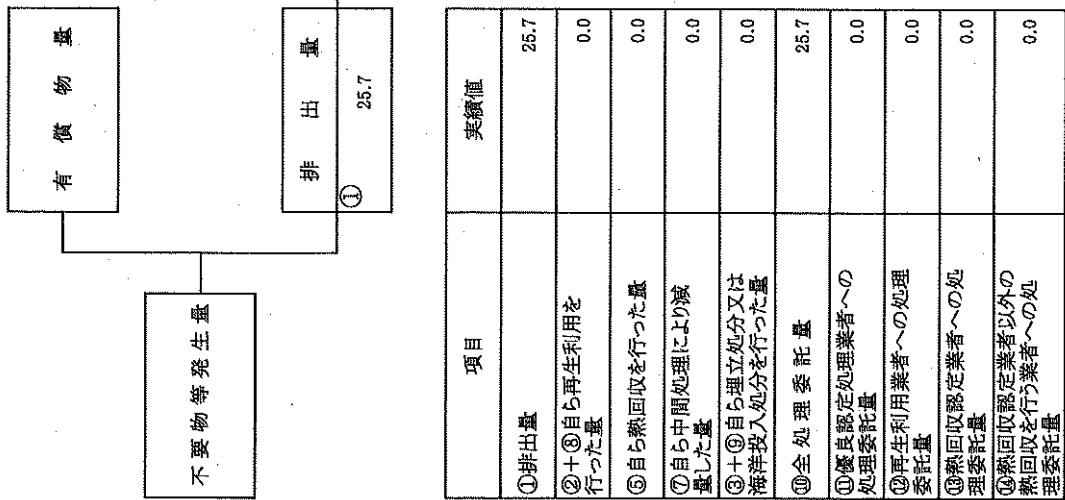 有償物量
不要物等発生量
排出量
①
25.7
項目
実績値
①排出量
25.7
②+⑧自ら再生利用を
行った量
0.0
⑤自ら熱回収を行った量
0.0
⑦自ら中間処理により減
量した量
0.0
③+⑨自ら埋立処分又は
海洋投入処分を行った量
0.0
⑩全処理委託量
25.7
⑪優良認定処理業者への
処理委託量
0.0
⑫再生利用業者への処理
委託量
0.0
⑬熱回収認定業者への処
理委託量
0.0
⑭熱回収認定業者以外の
熱回収を行う業者への処
理委託量
0.0